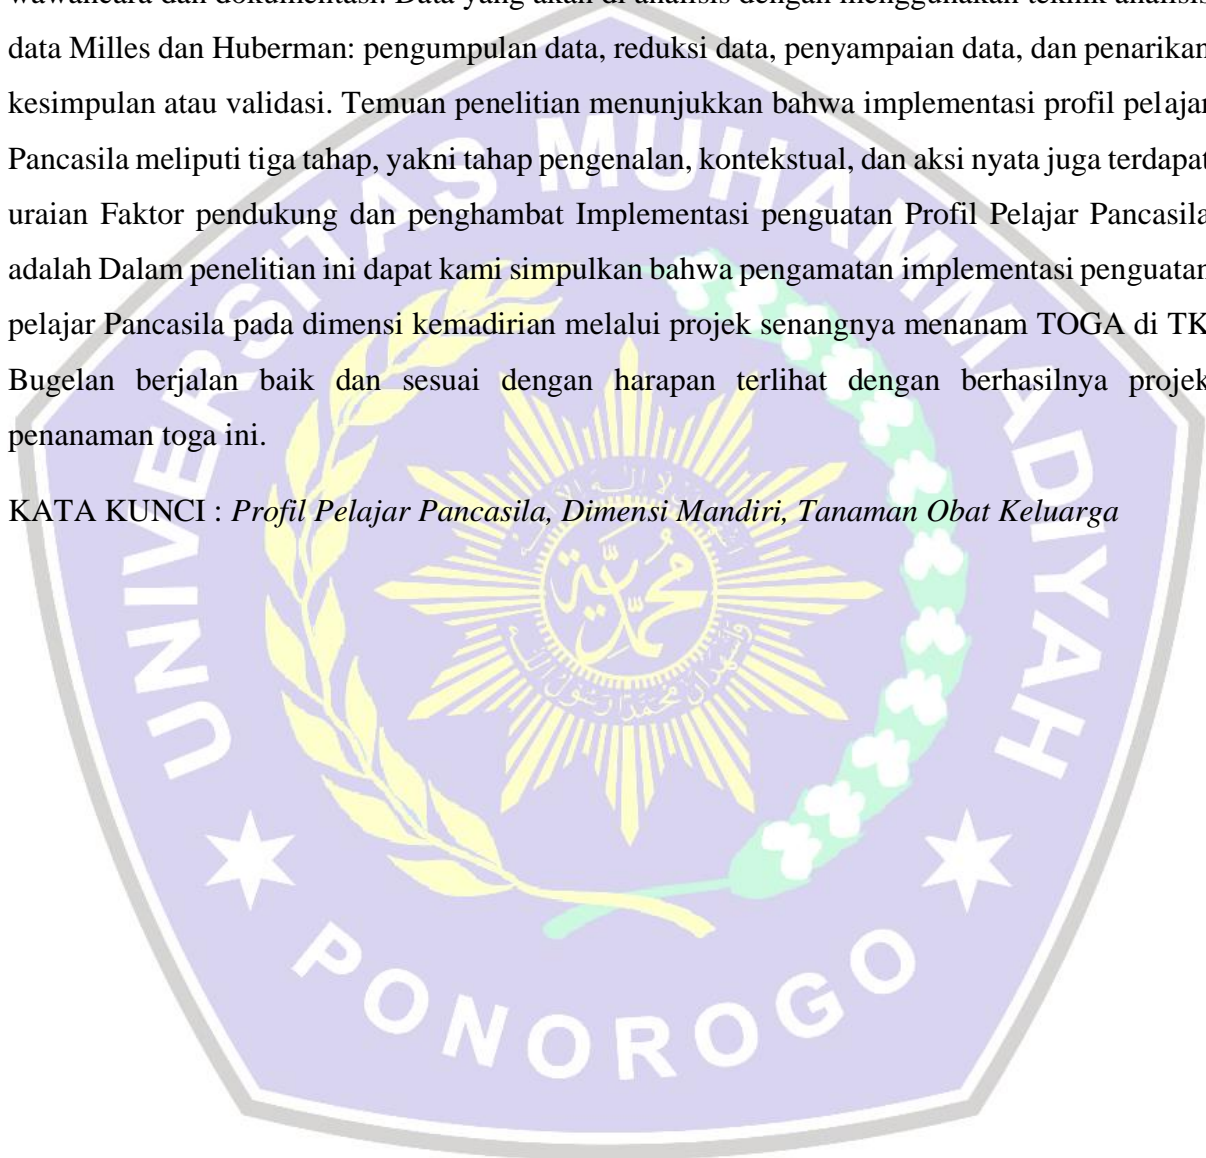 wawancara dan dokumentasi. Data yang akan di analisis dengan menggunakan teknik analisis
data Milles dan Huberman: pengumpulan data, reduksi data, penyampaian data, dan penarikan
kesimpulan atau validasi. Temuan penelitian menunjukkan bahwa implementasi profil pelajar
Pancasila meliputi tiga tahap, yakni tahap pengenalan, kontekstual, dan aksi nyata juga terdapat
uraian Faktor pendukung dan penghambat Implementasi penguatan Profil Pelajar Pancasila
adalah Dalam penelitian ini dapat kami simpulkan bahwa pengamatan implementasi penguatan
pelajar Pancasila pada dimensi kemadirian melalui projek senangnya menanam TOGA di TK
Bugelan berjalan baik dan sesuai dengan harapan terlihat dengan berhasilnya projek
penanaman toga ini.
KATA KUNCI : Profil Pelajar Pancasila, Dimensi Mandiri, Tanaman Obat Keluarga
UNIVERSITAS MUHAMMADIYAH
PONOROGO
محمدية